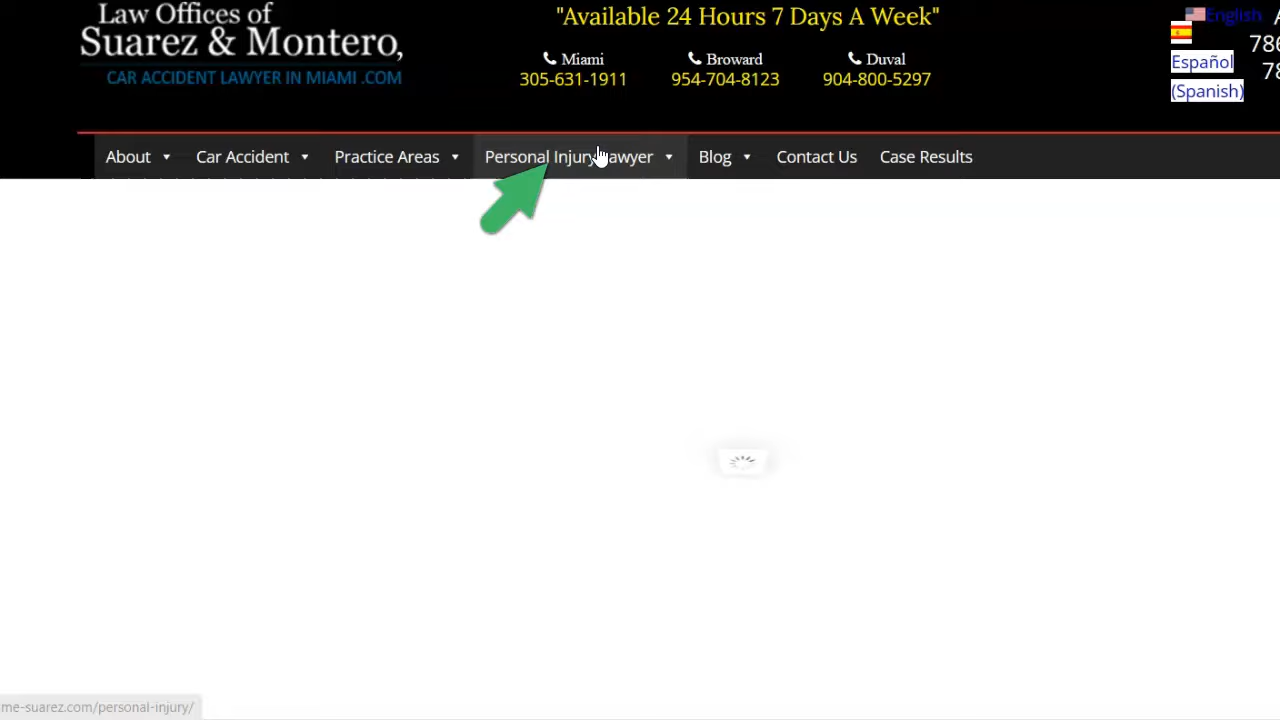 Law Offices of
Suarez & Montero,
CAR ACCIDENT LAWYER IN MIAMI .COM
"Available 24 Hours 7 Days A Week"
Miami
305-631-1911
Broward
954-704-8123
Duval
904-800-5297
English
Español
(Spanish)
About
Car Accident
Practice Areas
Personal Injury Lawyer
Blog
Contact Us
Case Results
me-suarez.com/personal-injury/